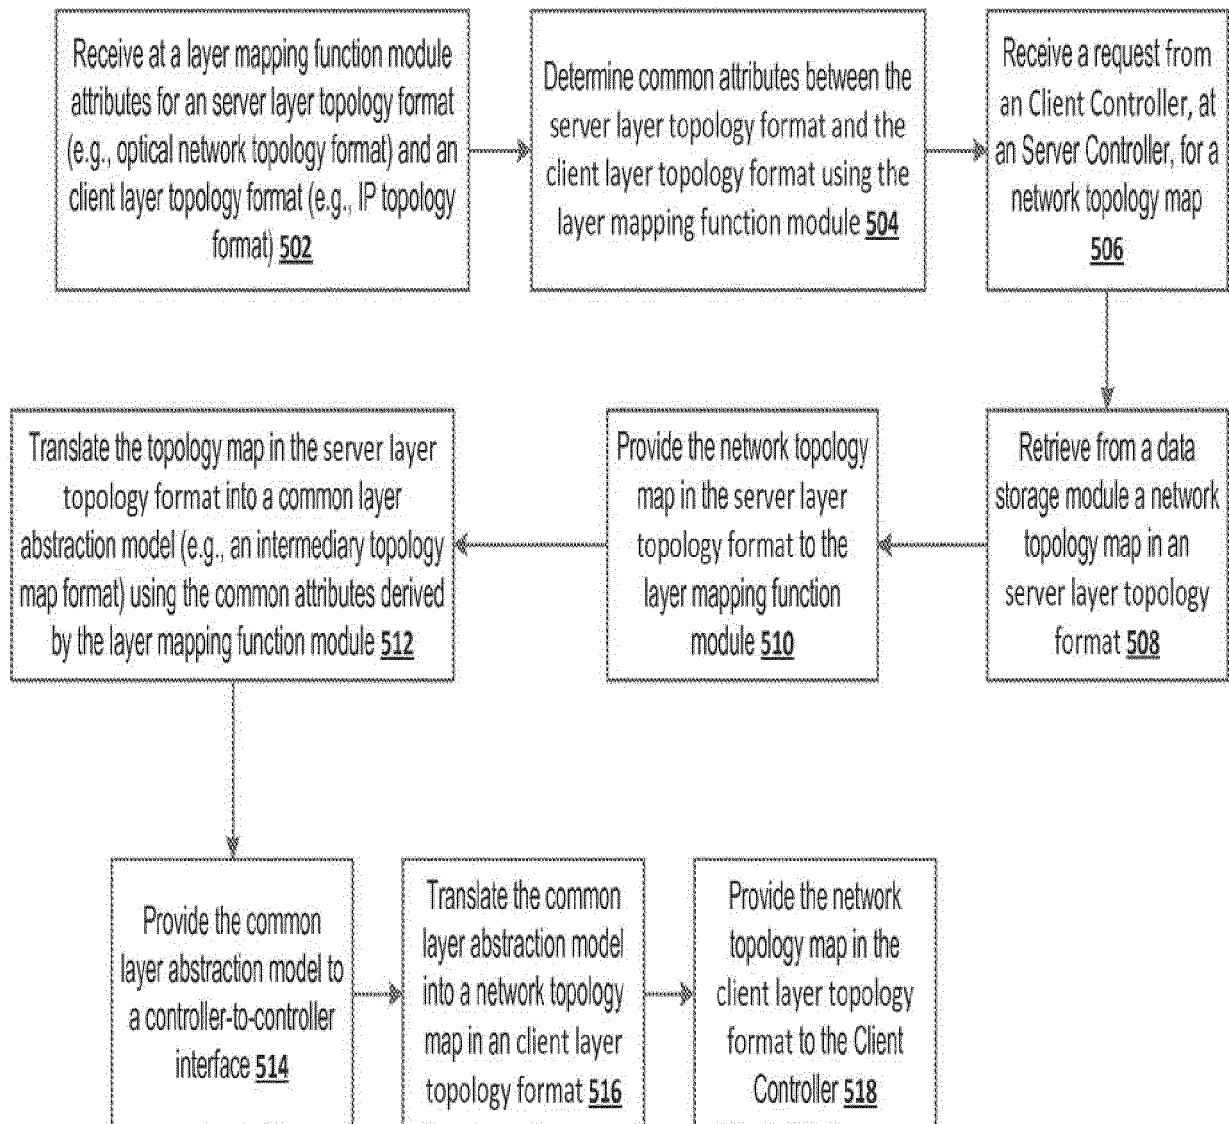 Receive at a layer mapping function module
attributes for an server layer topology format
(e.g., optical network topology format) and an
client layer topology format (e.g., IP topology
format) 502
Determine common attributes between the
server layer topology format and the
client layer topology format using the
layer mapping function module 504
Receive a request from
an Client Controller, at
an Server Controller, for a
network topology map
506
Retrieve from a data
storage module a network
topology map in an
server layer topology
format 508
Provide the network topology
map in the server layer
topology format to the
layer mapping function
module 510
Translate the topology map in the server layer
topology format into a common layer
abstraction model (e.g., an intermediary topology
map format) using the common attributes derived
by the layer mapping function module 512
Provide the common
layer abstraction model to
a controller-to-controller
interface 514
Translate the common
layer abstraction model
into a network topology
map in an client layer
topology format 516
Provide the network
topology map in the
client layer topology
format to the Client
Controller 518